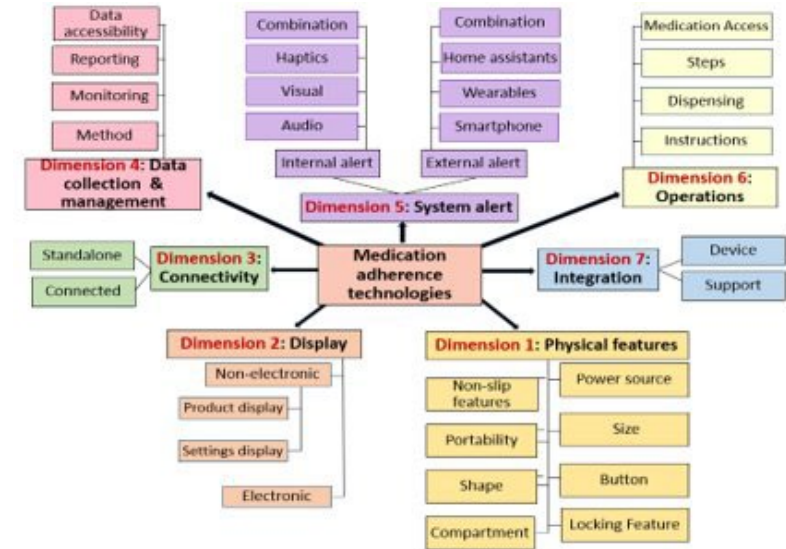 Data
accessibility
Reporting
Monitoring
Method
Dimension 4: Data
collection &
management
Combination
Haptics
Visual
Audio
Internal alert
Combination
Home assistants
Wearables
Smartphone
External alert
Dimension 5: System alert
Medication Access
Steps
Dispensing
Instructions
Dimension 6:
Operations
Standalone
Connected
Dimension 3:
Connectivity
Medication
adherence
technologies
Dimension 7:
Integration
Device
Support
Dimension 2: Display
Non-electronic
Product display
Settings display
Electronic
Dimension 1: Physical features
Non-slip
features
Portability
Shape
Compartment
Power source
Size
Button
Locking Feature